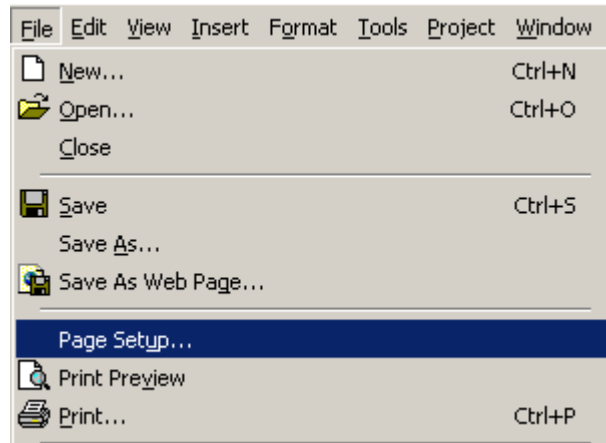 File Edit View Insert Format Tools Project Window
New... Ctrl+N
Open... Ctrl+O
Close
Save Ctrl+S
Save As...
Save As Web Page...
Page Setup...
Print Preview
Print... Ctrl+P